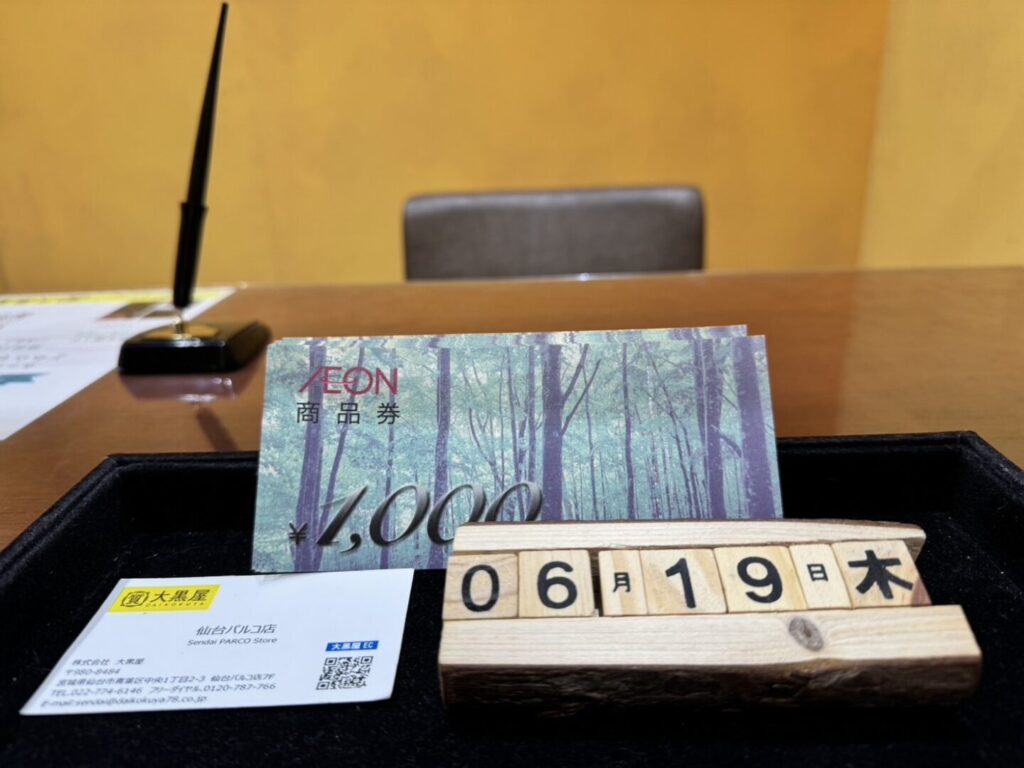 ÆON
商品券
¥1,000
06月19日木
質 大黒屋
DAIKOKUYA
仙台パルコ店
Sendai PARCO Store
大黒屋 EC
株式会社 大黒屋
〒980-8484
宮城県仙台市青葉区中央1丁目2-3 仙台パルコ店7F
TEL.022-774-6146 フリーダイヤル.0120-787-766
E-mail:sendai@daikokuya78.co.jp